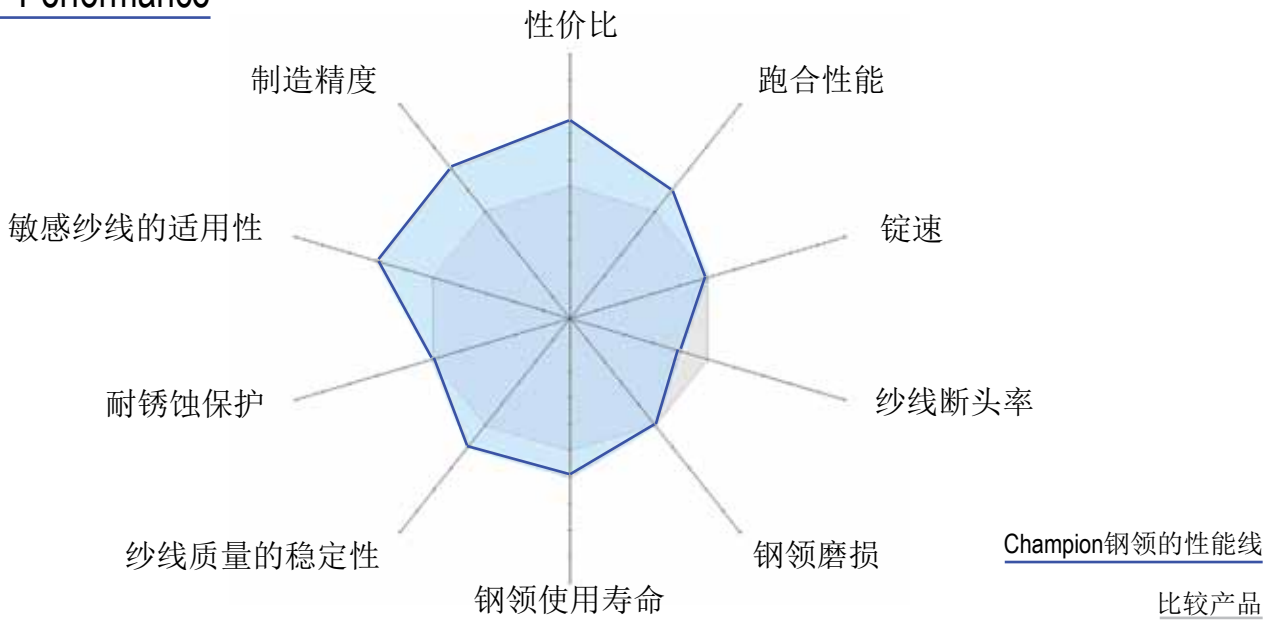 Performance
性价比
制造精度
跑合性能
敏感纱线的适用性
锭速
耐锈蚀保护
纱线断头率
纱线质量的稳定性
钢领磨损
钢领使用寿命
Champion钢领的性能线
比较产品